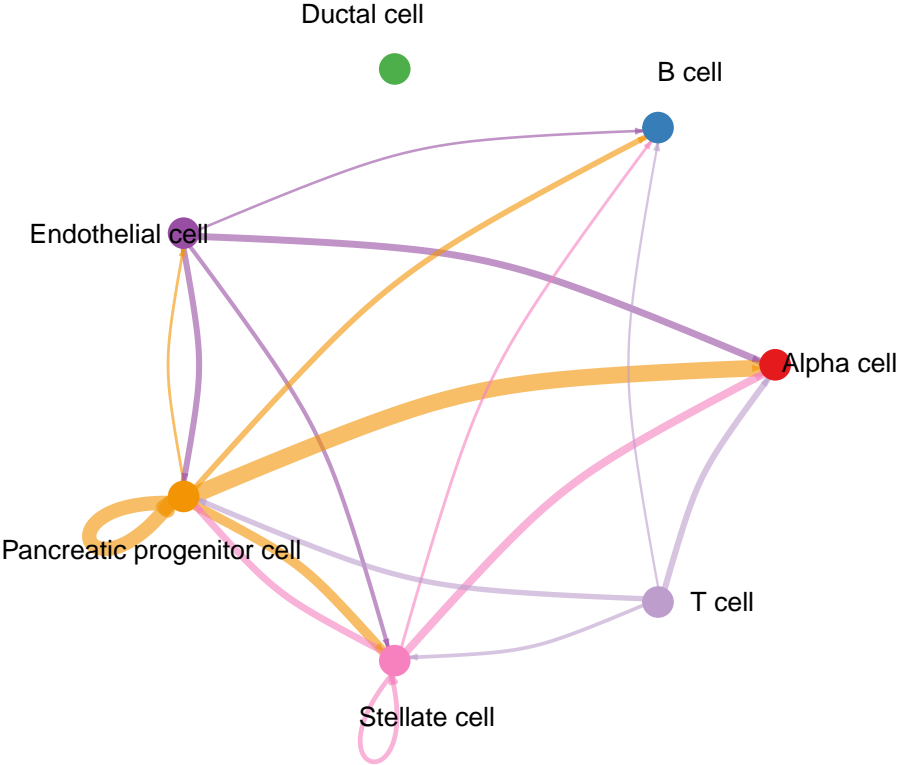 Ductal cell
B cell
Endothelial cell
Alpha cell
Pancreatic progenitor cell
T cell
Stellate cell